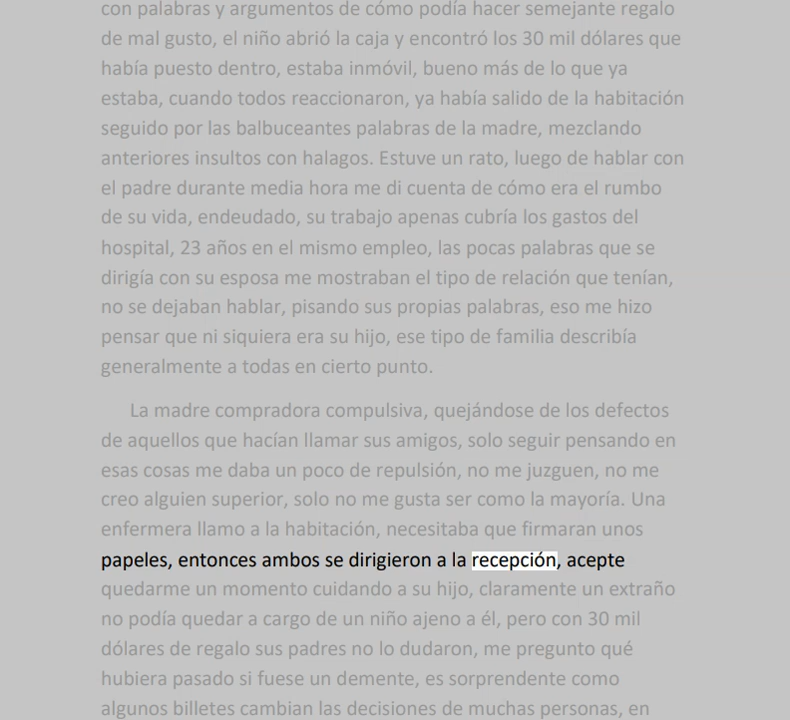 con palabras y argumentos de cómo podía hacer semejante regalo
de mal gusto, el niño abrió la caja y encontró los 30 mil dólares que
había puesto dentro, estaba inmóvil, bueno más de lo que ya
estaba, cuando todos reaccionaron, ya había salido de la habitación
seguido por las balbuceantes palabras de la madre, mezclando
anteriores insultos con halagos. Estuve un rato, luego de hablar con
el padre durante media hora me di cuenta de cómo era el rumbo
de su vida, endeudado, su trabajo apenas cubría los gastos del
hospital, 23 años en el mismo empleo, las pocas palabras que se
dirigía con su esposa me mostraban el tipo de relación que tenían,
no se dejaban hablar, pisando sus propias palabras, eso me hizo
pensar que ni siquiera era su hijo, ese tipo de familia describía
generalmente a todas en cierto punto.
La madre compradora compulsiva, quejándose de los defectos
de aquellos que hacían llamar sus amigos, solo seguir pensando en
esas cosas me daba un poco de repulsión, no me juzguen, no me
creo alguien superior, solo no me gusta ser como la mayoría. Una
enfermera llamo a la habitación, necesitaba que firmaran unos
papeles, entonces ambos se dirigieron a la recepción, acepte
quedarme un momento cuidando a su hijo, claramente un extraño
no podía quedar a cargo de un niño ajeno a él, pero con 30 mil
dólares de regalo sus padres no lo dudaron, me pregunto qué
hubiera pasado si fuese un demente, es sorprendente como
algunos billetes cambian las decisiones de muchas personas, en